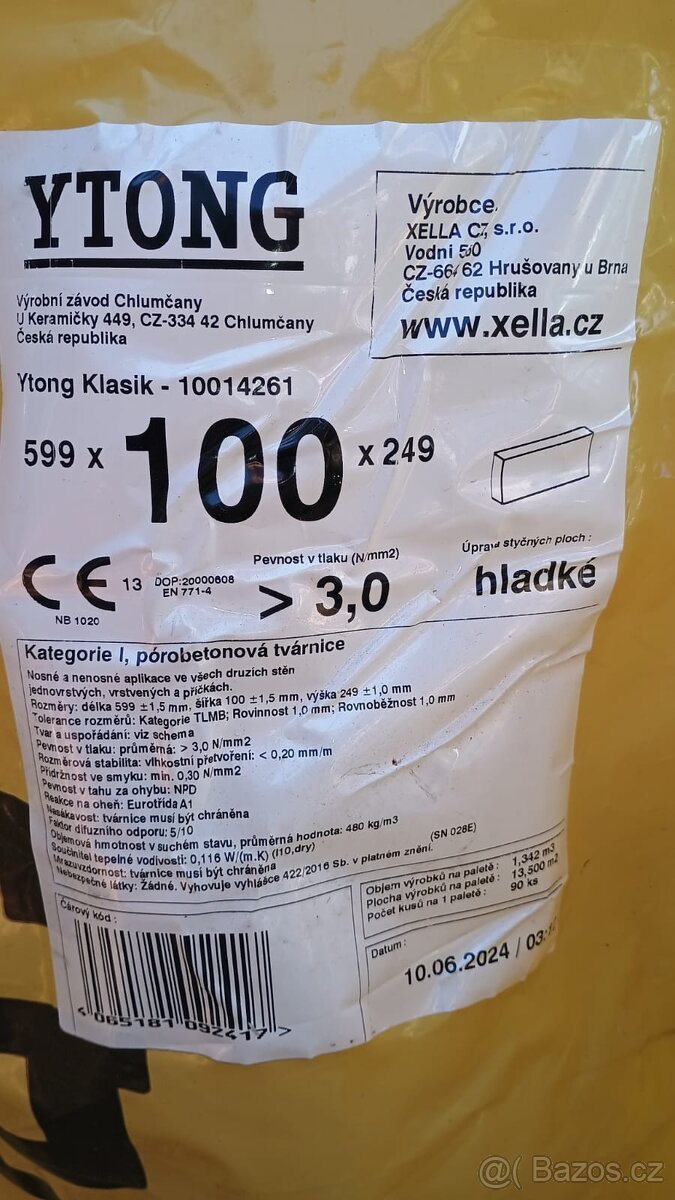 YTONG
Výrobní závod Chlumčany
U Keramičky 449, CZ-334 42 Chlumčany
Česká republika
Výrobce.
XELLA CZ, s.r.o.
Vodni
Hrušovany u Brna
Česká republika
www.xella.cz
Ytong Klasik - 10014261
599 x 100 x 249
CE 13
NB 1020
DOP:20000608
EN 771-4
Pevnost v tlaku (N/mm2)
> 3,0
Úprava styčných ploch :
hladké
Kategorie I, pórobetonová tvárnice
Nosné a nenosné aplikace ve všech druzích stěn
jednovrstvých, vrstvených a příčkách.
Rozměry: délka 599 ±1,5 mm, šířka 100 ±1,5 mm, výška 249 ±1,0 mm
Tolerance rozměrů: Kategorie TLMB; Rovinnost 1,0 mm; Rovnoběžnost 1,0 mm
Tvar a uspořádání: viz schema
Pevnost v tlaku: průměrná: > 3,0 N/mm2
Rozměrová stabilita: vlhkostní přetvoření: < 0,20 mm/m
Přídržnost ve smyku: min. 0,30 N/mm2
Pevnost v tahu za ohybu: NPD
Reakce na oheň: Eurotřída A1
Nasákavost: tvárnice musí být chráněna
Faktor difuzního odporu: 5/10
Objemová hmotnost v suchém stavu, průměrná hodnota: 480 kg/m3
Součinitel tepelné vodivosti: 0,116 W/(m.K) (l10,dry)
Mrazuvzdornost: tvárnice musí být chráněna
Nebezpečné látky: Žádné. Vyhovuje vyhlášce 422/2016 Sb. v platném znění.
(SN 028E)
Objem výrobků na paletě : 1,342 m3
Plocha výrobků na paletě : 13,500 m2
Počet kusů na 1 paletě : 90 ks
Čárový kód :
4 065181 092417 >
Datum :
10.06.2024 / 03:
@( Bazos.cz